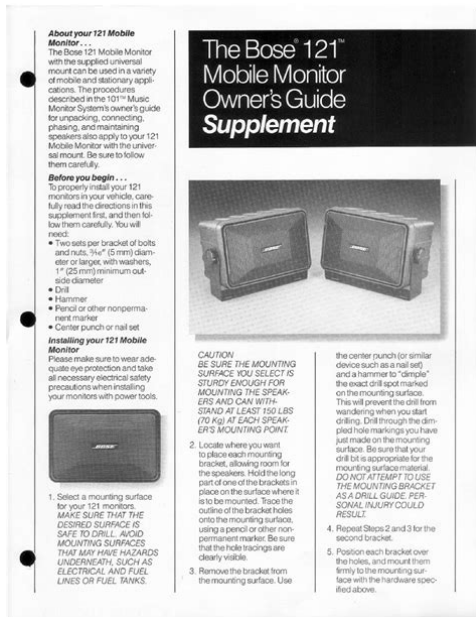 About your 121 Mobile
Monitor . . .
The Bose 121 Mobile Monitor
with the supplied universal
mount can be used in a variety
of mobile and stationary appli-
cations. The procedures
described in the 101™ Music
Monitor System's owner's guide
for unpacking, connecting,
phasing, and maintaining
speakers also apply to your 121
Mobile Monitor with the univer-
sal mount. Be sure to follow
them carefully.
Before you begin . . .
To properly install your 121
monitors in your vehicle, care-
fully read the directions in this
supplement first, and then fol-
low them carefully. You will
need:
• Two sets per bracket of bolts
and nuts, 3/16" (5 mm) diam-
eter or larger, with washers,
1" (25 mm) minimum out-
side diameter
• Drill
• Hammer
• Pencil or other nonperma-
nent marker
• Center punch or nail set
Installing your 121 Mobile
Monitor
Please make sure to wear ade-
quate eye protection and take
all necessary electrical safety
precautions when installing
your monitors with power tools.
BOSE
1. Select a mounting surface
for your 121 monitors.
MAKE SURE THAT THE
DESIRED SURFACE IS
SAFE TO DRILL. AVOID
MOUNTING SURFACES
THAT MAY HAVE HAZARDS
UNDERNEATH, SUCH AS
ELECTRICAL AND FUEL
LINES OR FUEL TANKS.
The Bose® 121™
Mobile Monitor
Owner's Guide
Supplement
BOSE
BOSE
CAUTION
BE SURE THE MOUNTING
SURFACE YOU SELECT IS
STURDY ENOUGH FOR
MOUNTING THE SPEAK-
ERS AND CAN WITH-
STAND AT LEAST 150 LBS
(70 Kg) AT EACH SPEAK-
ER'S MOUNTING POINT.
2. Locate where you want
to place each mounting
bracket, allowing room for
the speakers. Hold the long
part of one of the brackets in
place on the surface where it
is to be mounted. Trace the
outline of the bracket holes
onto the mounting surface,
using a pencil or other non-
permanent marker. Be sure
that the hole tracings are
clearly visible.
3. Remove the bracket from
the mounting surface. Use
the center punch (or similar
device such as a nail set)
and a hammer to "dimple"
the exact drill spot marked
on the mounting surface.
This will prevent the drill from
wandering when you start
drilling. Drill through the dim-
pled hole markings you have
just made on the mounting
surface. Be sure that your
drill bit is appropriate for the
mounting surface material.
DO NOT ATTEMPT TO USE
THE MOUNTING BRACKET
AS A DRILL GUIDE. PER-
SONAL INJURY COULD
RESULT.
4. Repeat Steps 2 and 3 for the
second bracket.
5. Position each bracket over
the holes, and mount them
firmly to the mounting sur-
face with the hardware spec-
ified above.